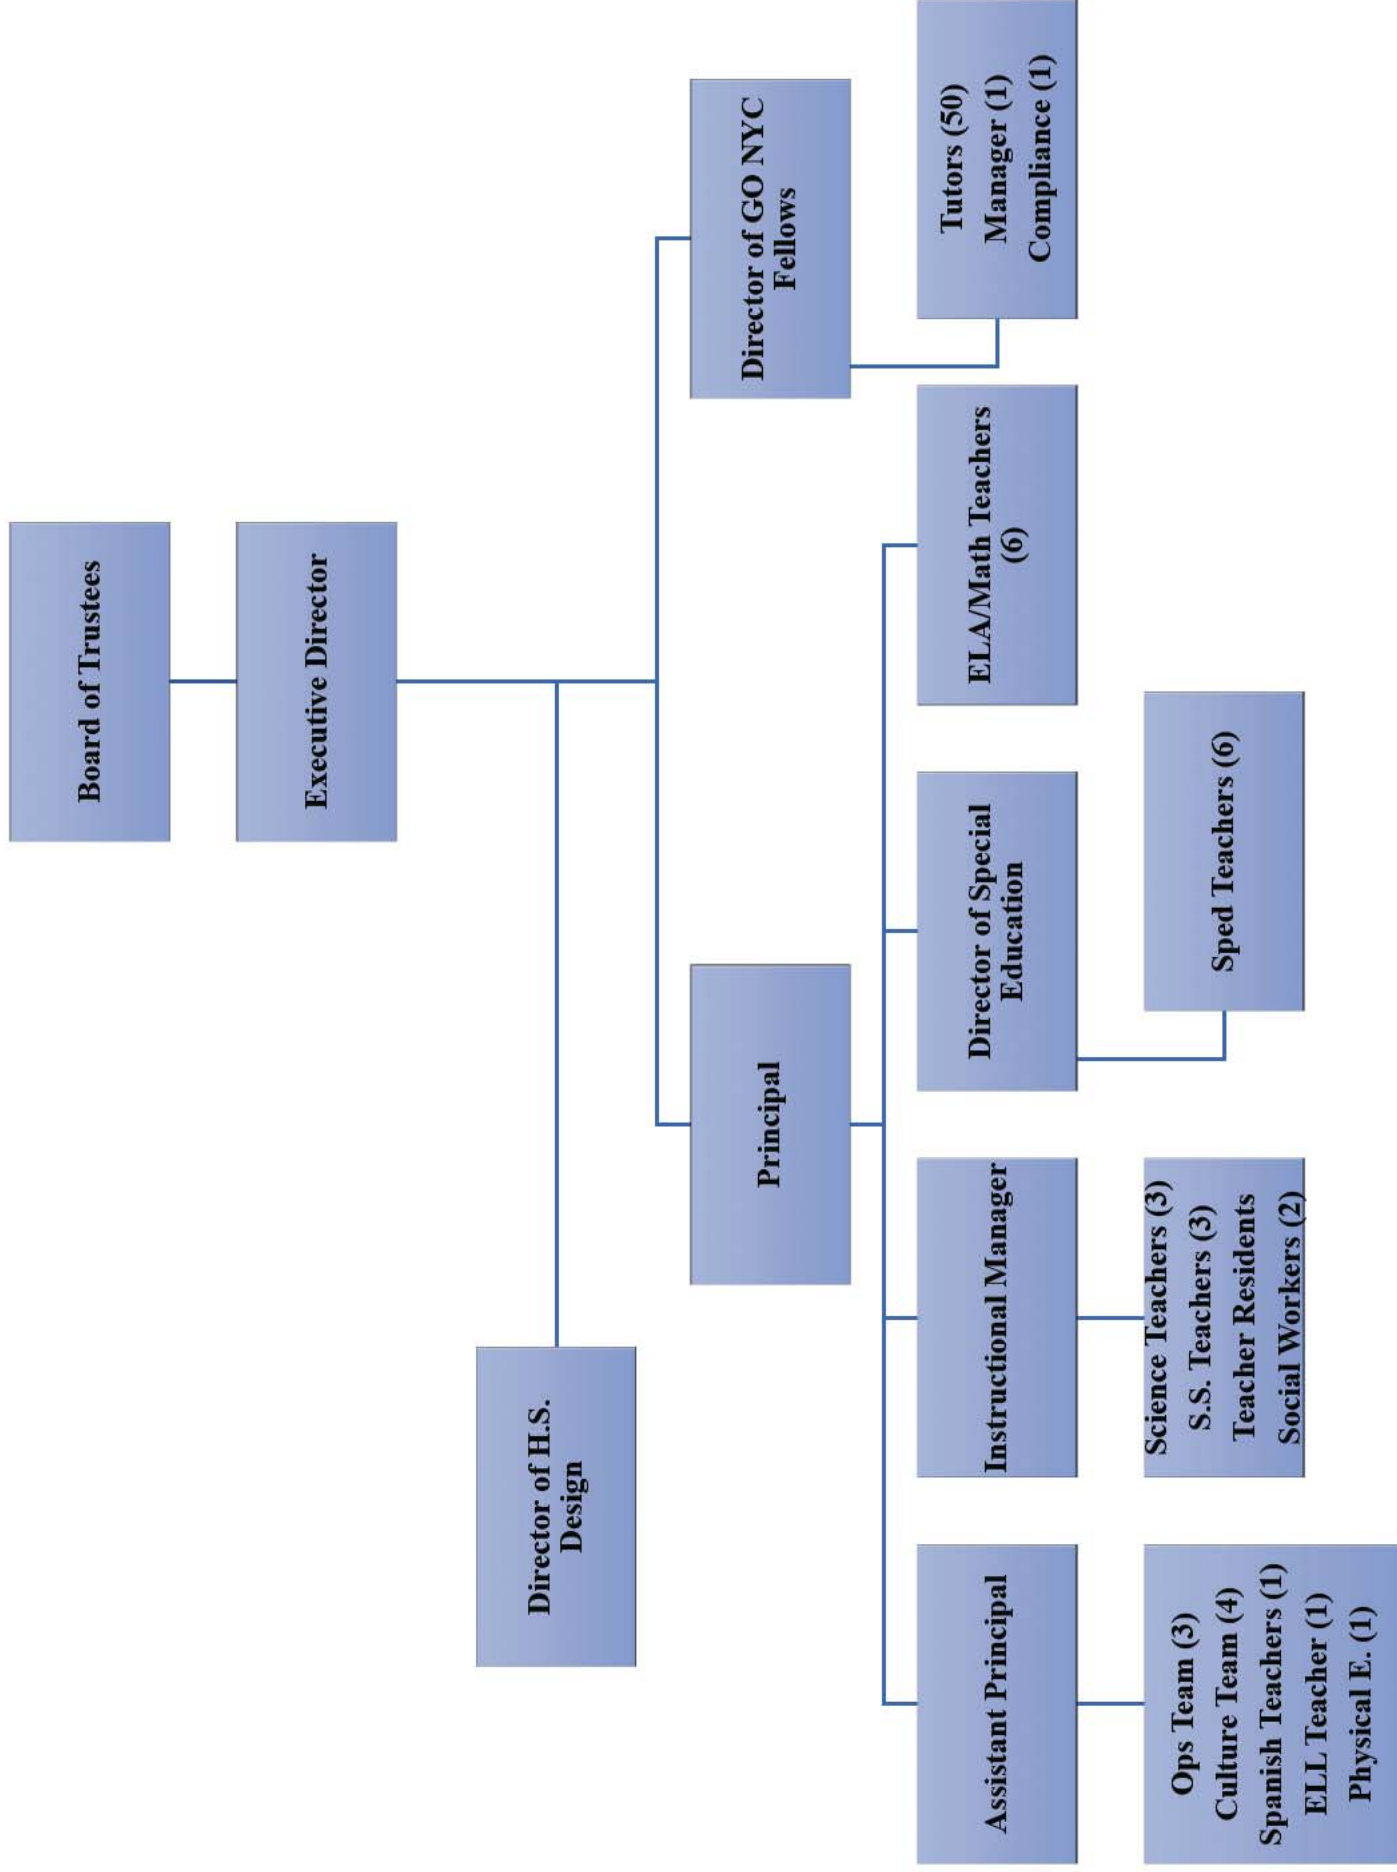 Board of Trustees
Executive Director
Director of H.S.
Design
Principal
Director of GO NYC
Fellows
Assistant Principal
Instructional Manager
Director of Special
Education
ELA/Math Teachers
(6)
Tutors (50)
Manager (1)
Compliance (1)
Ops Team (3)
Culture Team (4)
Spanish Teachers (1)
ELL Teacher (1)
Physical E. (1)
Science Teachers (3)
S.S. Teachers (3)
Teacher Residents
Social Workers (2)
Sped Teachers (6)